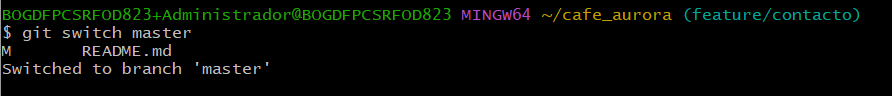 BOGDFPCSRFOD823+Administrador@BOGDFPCSRFOD823 MINGW64 ~/cafe_aurora (feature/contacto)
$ git switch master
M       README.md
Switched to branch 'master'